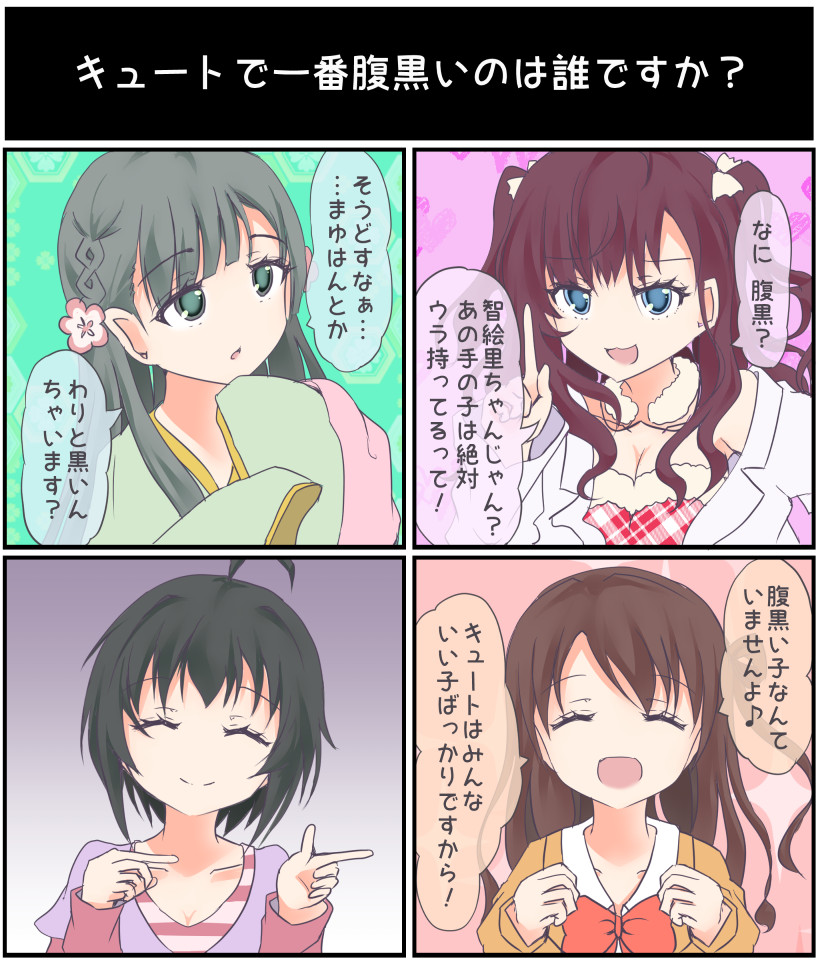 キュートで一番腹黒いのは誰ですか？
なに 腹黒？
智絵里ちゃんじゃん？
あの手の子は絶対
ウラ持ってるって！
そうどすなぁ…
…まゆはんとか
わりと黒いん
ちゃいます？
腹黒い子なんて
いませんよ♪
キュートはみんな
いい子ばっかりですから！